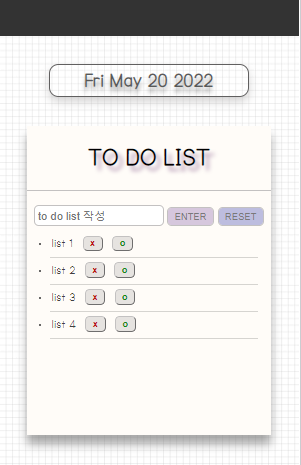 Fri May 20 2022
TO DO LIST
to do list 작성 ENTER RESET
list 1 x o
list 2 x o
list 3 x o
list 4 x o